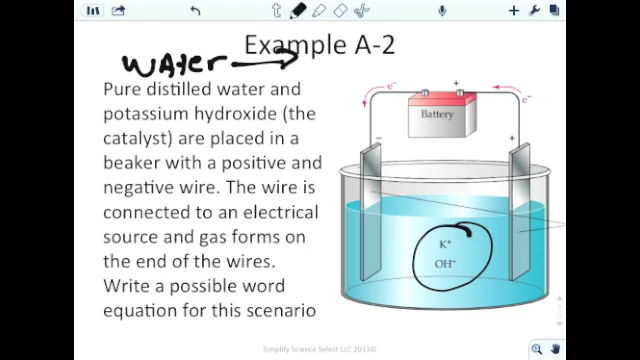 Example A-2
WAter →
Pure distilled water and
potassium hydroxide (the
catalyst) are placed in a
beaker with a positive and
negative wire. The wire is
connected to an electrical
source and gas forms on
the end of the wires.
Write a possible word
equation for this scenario
e⁻
+
e⁻
Battery
−
+
K⁺
OH⁻
Simplify Science Select LLC 2013©